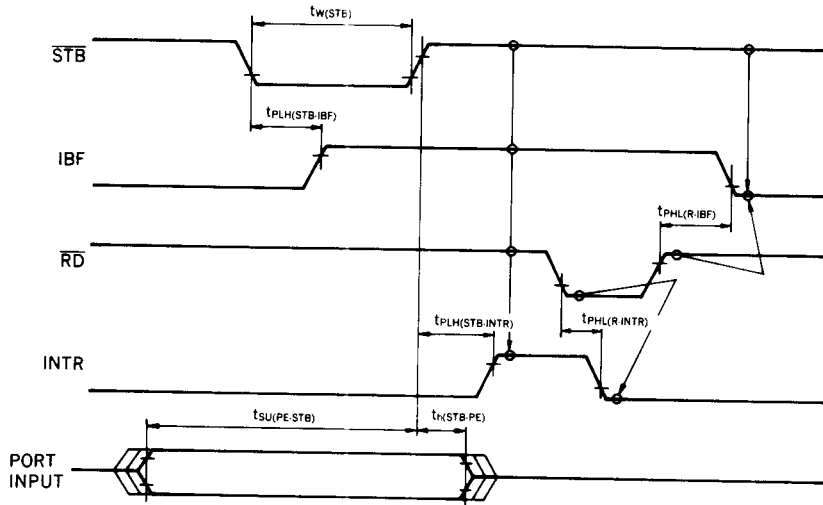 tW(STB)
STB
tPLH(STB-IBF)
IBF
tPHL(R-IBF)
RD
tPLH(STB-INTR)
tPHL(R-INTR)
INTR
tSU(PE-STB)
th(STB-PE)
PORT
INPUT